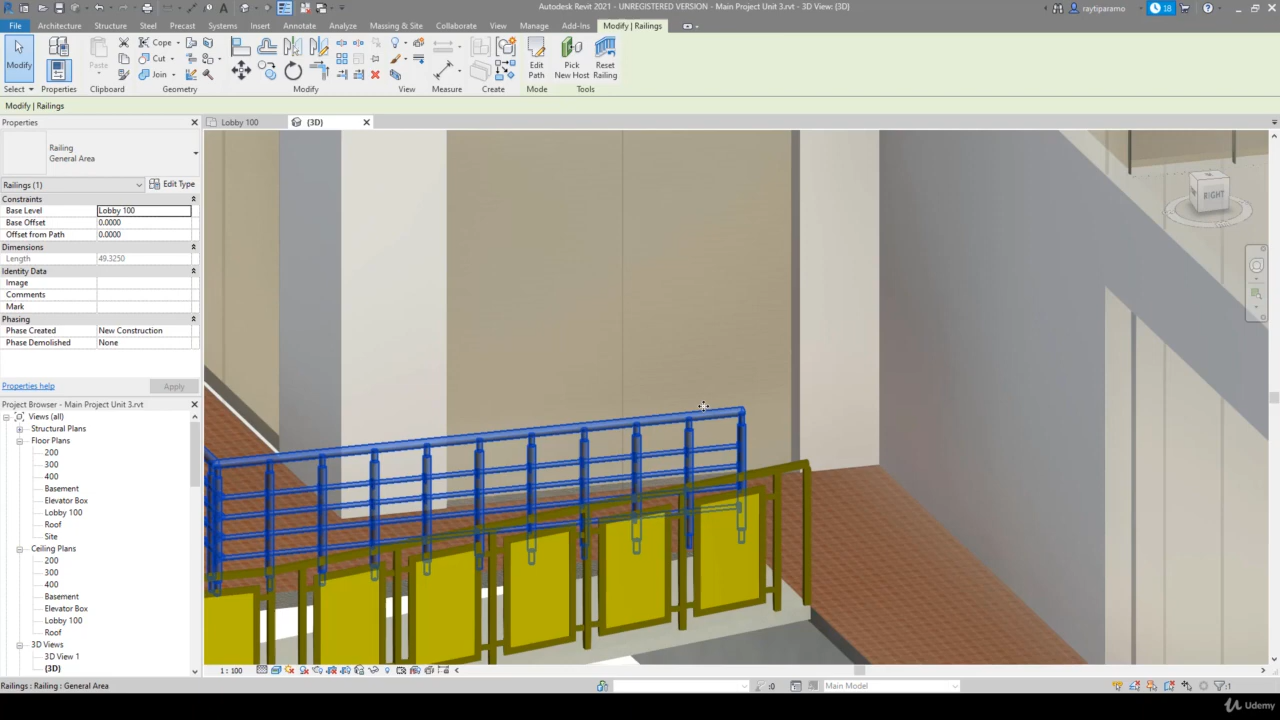 Autodesk Revit 2021 - UNREGISTERED VERSION - Main Project Unit 3.rvt - 3D View: {3D}
raytiparamo
18
File
Architecture
Structure
Steel
Precast
Systems
Insert
Annotate
Analyze
Massing & Site
Collaborate
View
Manage
Add-Ins
Modify | Railings
Modify
Select
Properties
Paste
Clipboard
Cope
Cut
Join
Geometry
Modify
View
Measure
Create
Edit
Path
Mode
Pick
New Host
Reset
Railing
Tools
Modify | Railings
Properties
Railing
General Area
Railings (1)
Edit Type
Constraints
Base Level Lobby 100
Base Offset 0.0000
Offset from Path 0.0000
Dimensions
Length 49.3250
Identity Data
Image
Comments
Mark
Phasing
Phase Created New Construction
Phase Demolished None
Properties help
Apply
Project Browser - Main Project Unit 3.rvt
Views (all)
Structural Plans
Floor Plans
200
300
400
Basement
Elevator Box
Lobby 100
Roof
Site
Ceiling Plans
200
300
400
Basement
Elevator Box
Lobby 100
Roof
3D Views
3D View 1
{3D}
Lobby 100
{3D}
RIGHT
1 : 100
Railings : Railing : General Area
:0
Main Model
:1
Udemy